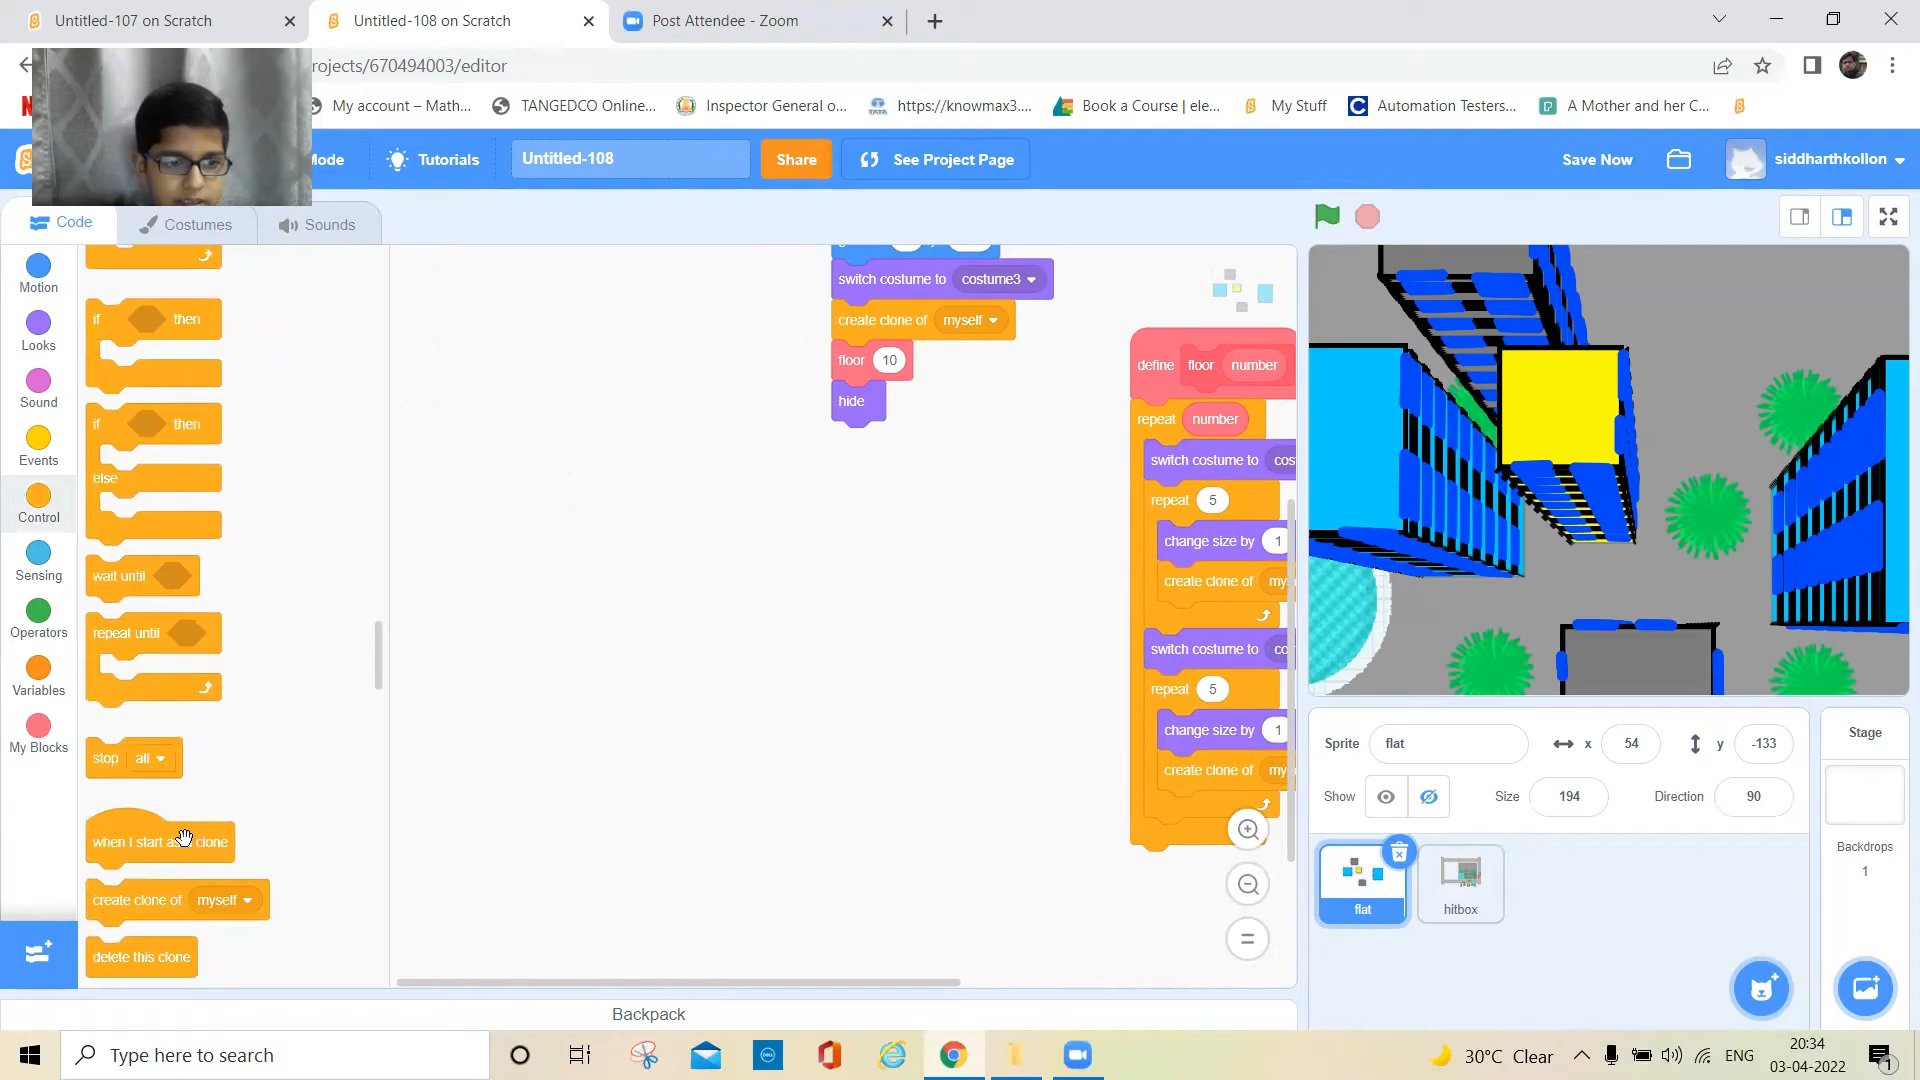 Untitled-107 on Scratch
Untitled-108 on Scratch
Post Attendee - Zoom
rojects/670494003/editor
My account – Math...
TANGEDCO Online...
Inspector General o...
TATA
https://knowmax3....
Book a Course | ele...
My Stuff
Automation Testers...
A Mother and her C...
Mode
Tutorials
Untitled-108
Share
See Project Page
Save Now
siddharthkollon
Code
Costumes
Sounds
Motion
Looks
Sound
Events
Control
Sensing
Operators
Variables
My Blocks
if then
if then
else
wait until
repeat until
stop all
when I start as clone
create clone of myself
delete this clone
switch costume to costume3
create clone of myself
floor 10
hide
define floor number
repeat number
switch costume to cos
repeat 5
change size by 1
create clone of my
switch costume to co
repeat 5
change size by 1
create clone of my
Sprite flat x 54 y -133
Show Size 194 Direction 90
flat
hitbox
Stage
Backdrops
1
Backpack
Type here to search
DELL
30°C Clear
ENG
20:34
03-04-2022
1